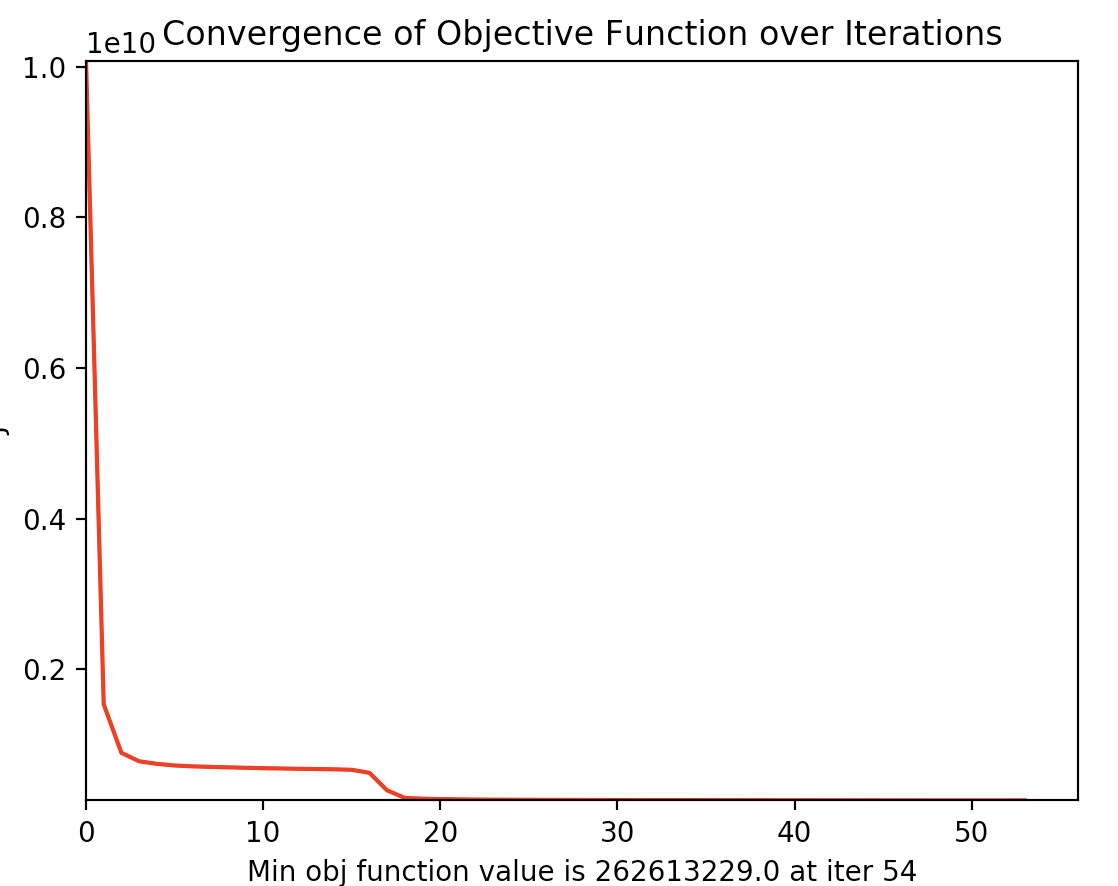 1e10 Convergence of Objective Function over Iterations
1.0
0.8
0.6
0.4
0.2
0 10 20 30 40 50
Min obj function value is 262613229.0 at iter 54